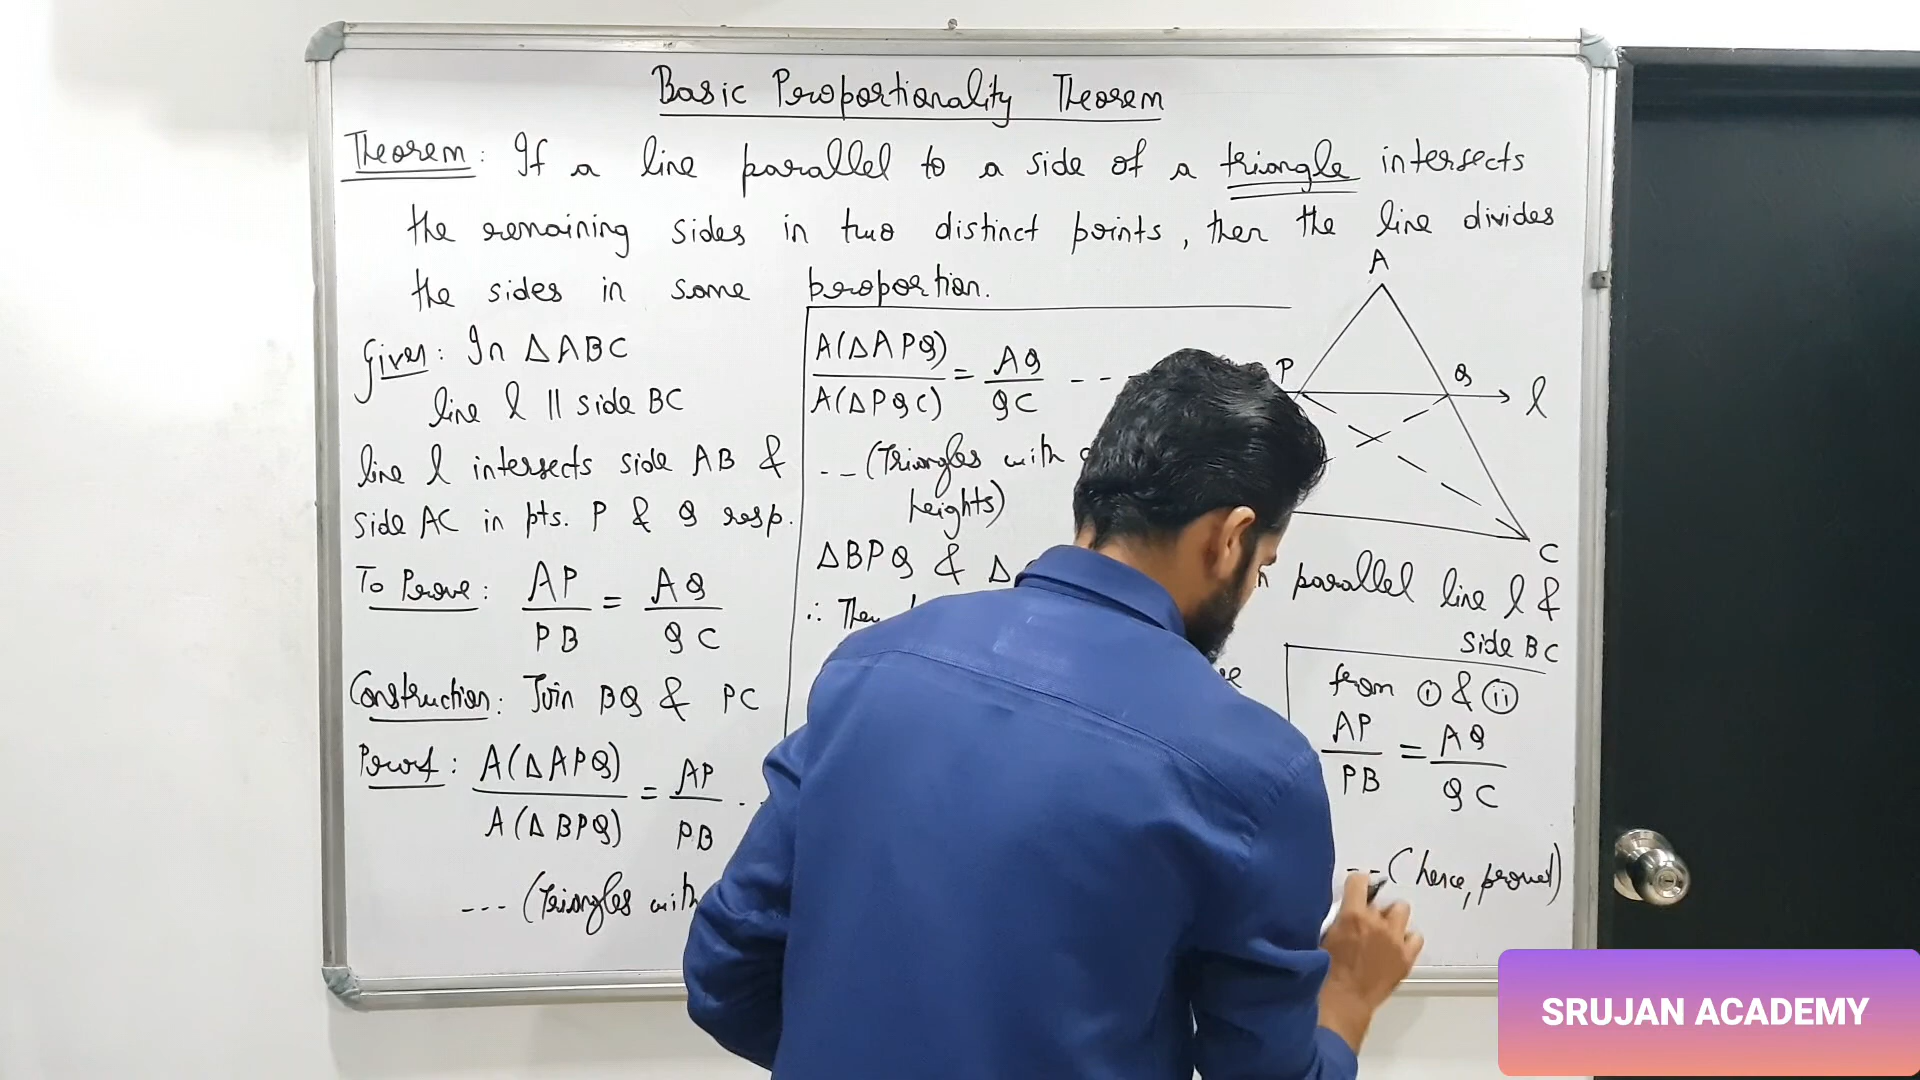 Basic Proportionality Theorem
Theorem: If a line parallel to a side of a triangle intersects
the remaining sides in two distinct points, then the line divides
the sides in same proportion.
Given: In ΔABC
line l || side BC
line l intersects side AB &
side AC in pts. P & Q resp.
To Prove: AP/PB = AQ/QC
Construction: Join BQ & PC
Proof: A(ΔAPQ)/A(ΔBPQ) = AP/PB ..
--- (Triangles with
A(ΔAPQ)/A(ΔPQC) = AQ/QC ---
-- (Triangles with
heights)
ΔBPQ & Δ
parallel line l &
side BC
∴ Their
A
P
Q
l
C
from (i) & (ii)
AP/PB = AQ/QC
--- (hence, proved)
SRUJAN ACADEMY